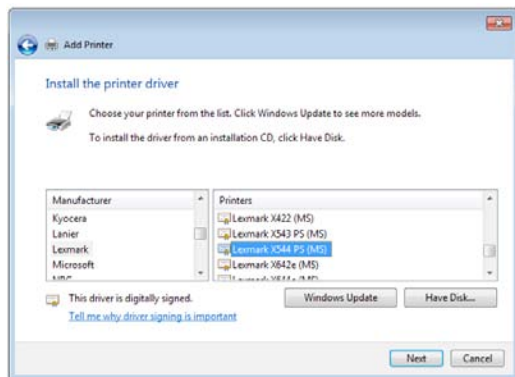 Add Printer
Install the printer driver
Choose your printer from the list. Click Windows Update to see more models.
To install the driver from an installation CD, click Have Disk.
Manufacturer
Kyocera
Lanier
Lexmark
Microsoft
Printers
Lexmark X422 (MS)
Lexmark X543 PS (MS)
Lexmark X544 PS (MS)
Lexmark X642e (MS)
This driver is digitally signed.
Tell me why driver signing is important
Windows Update
Have Disk...
Next
Cancel